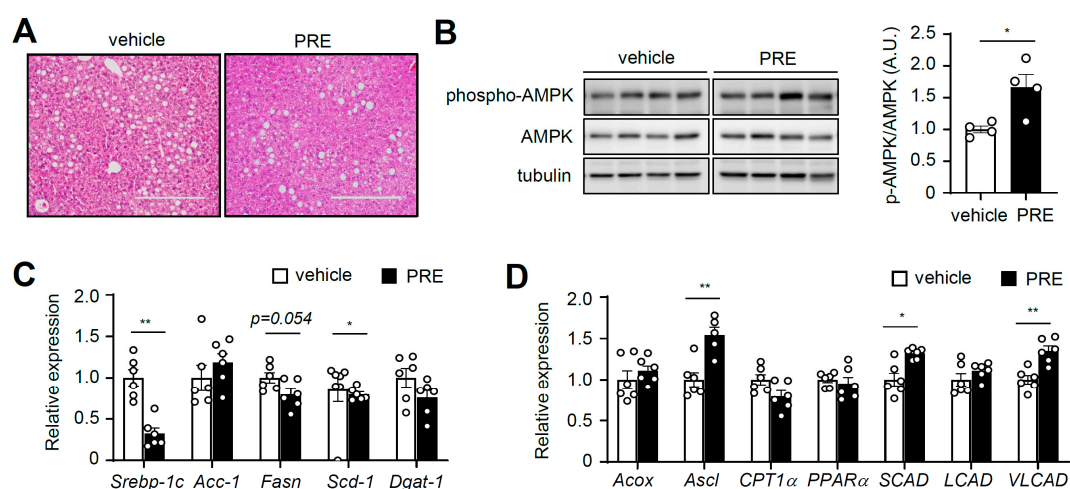 A
vehicle
PRE
B
vehicle
PRE
phospho-AMPK
AMPK
tubulin
p-AMPK/AMPK (A.U.)
2.5
2.0
1.5
1.0
0.5
0
*
vehicle
PRE
C
vehicle
PRE
Relative expression
2.0
1.5
1.0
0.5
0
**
p=0.054
*
Srebp-1c
Acc-1
Fasn
Scd-1
Dgat-1
D
vehicle
PRE
Relative expression
2.0
1.5
1.0
0.5
0
**
*
**
Acox
Ascl
CPT1α
PPARα
SCAD
LCAD
VLCAD